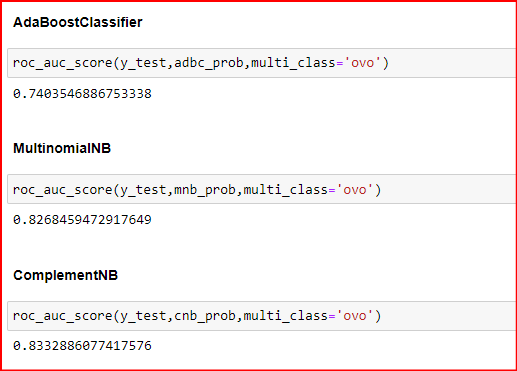 AdaBoostClassifier
roc_auc_score(y_test,adbc_prob,multi_class='ovo')
0.7403546886753338
MultinomialNB
roc_auc_score(y_test,mnb_prob,multi_class='ovo')
0.8268459472917649
ComplementNB
roc_auc_score(y_test,cnb_prob,multi_class='ovo')
0.8332886077417576